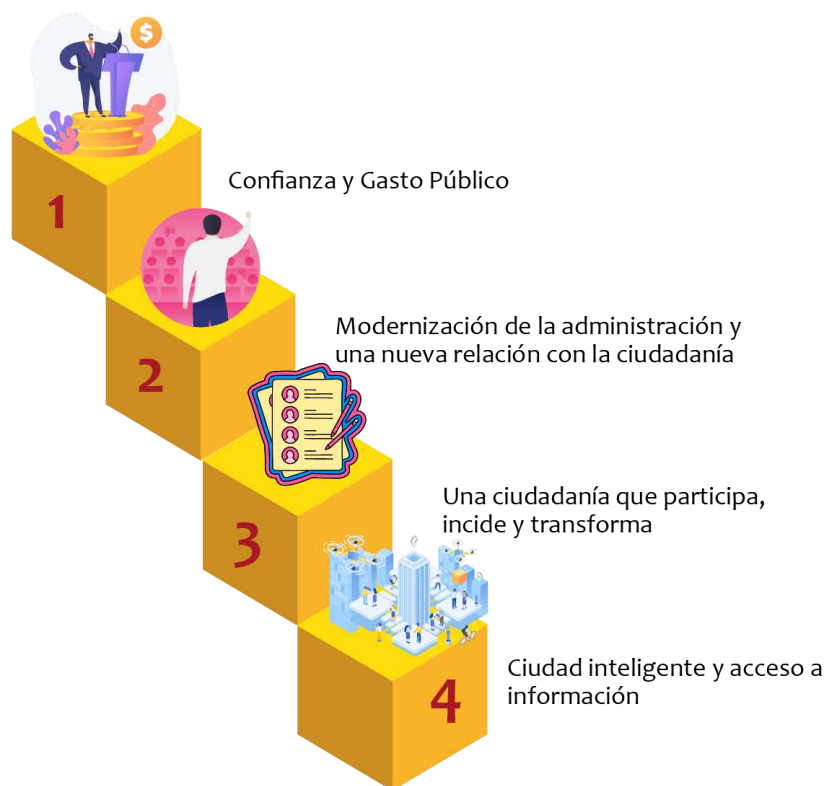 $
1
Confianza y Gasto Público
2
Modernización de la administración y
una nueva relación con la ciudadanía
3
Una ciudadanía que participa,
incide y transforma
4
Ciudad inteligente y acceso a
información